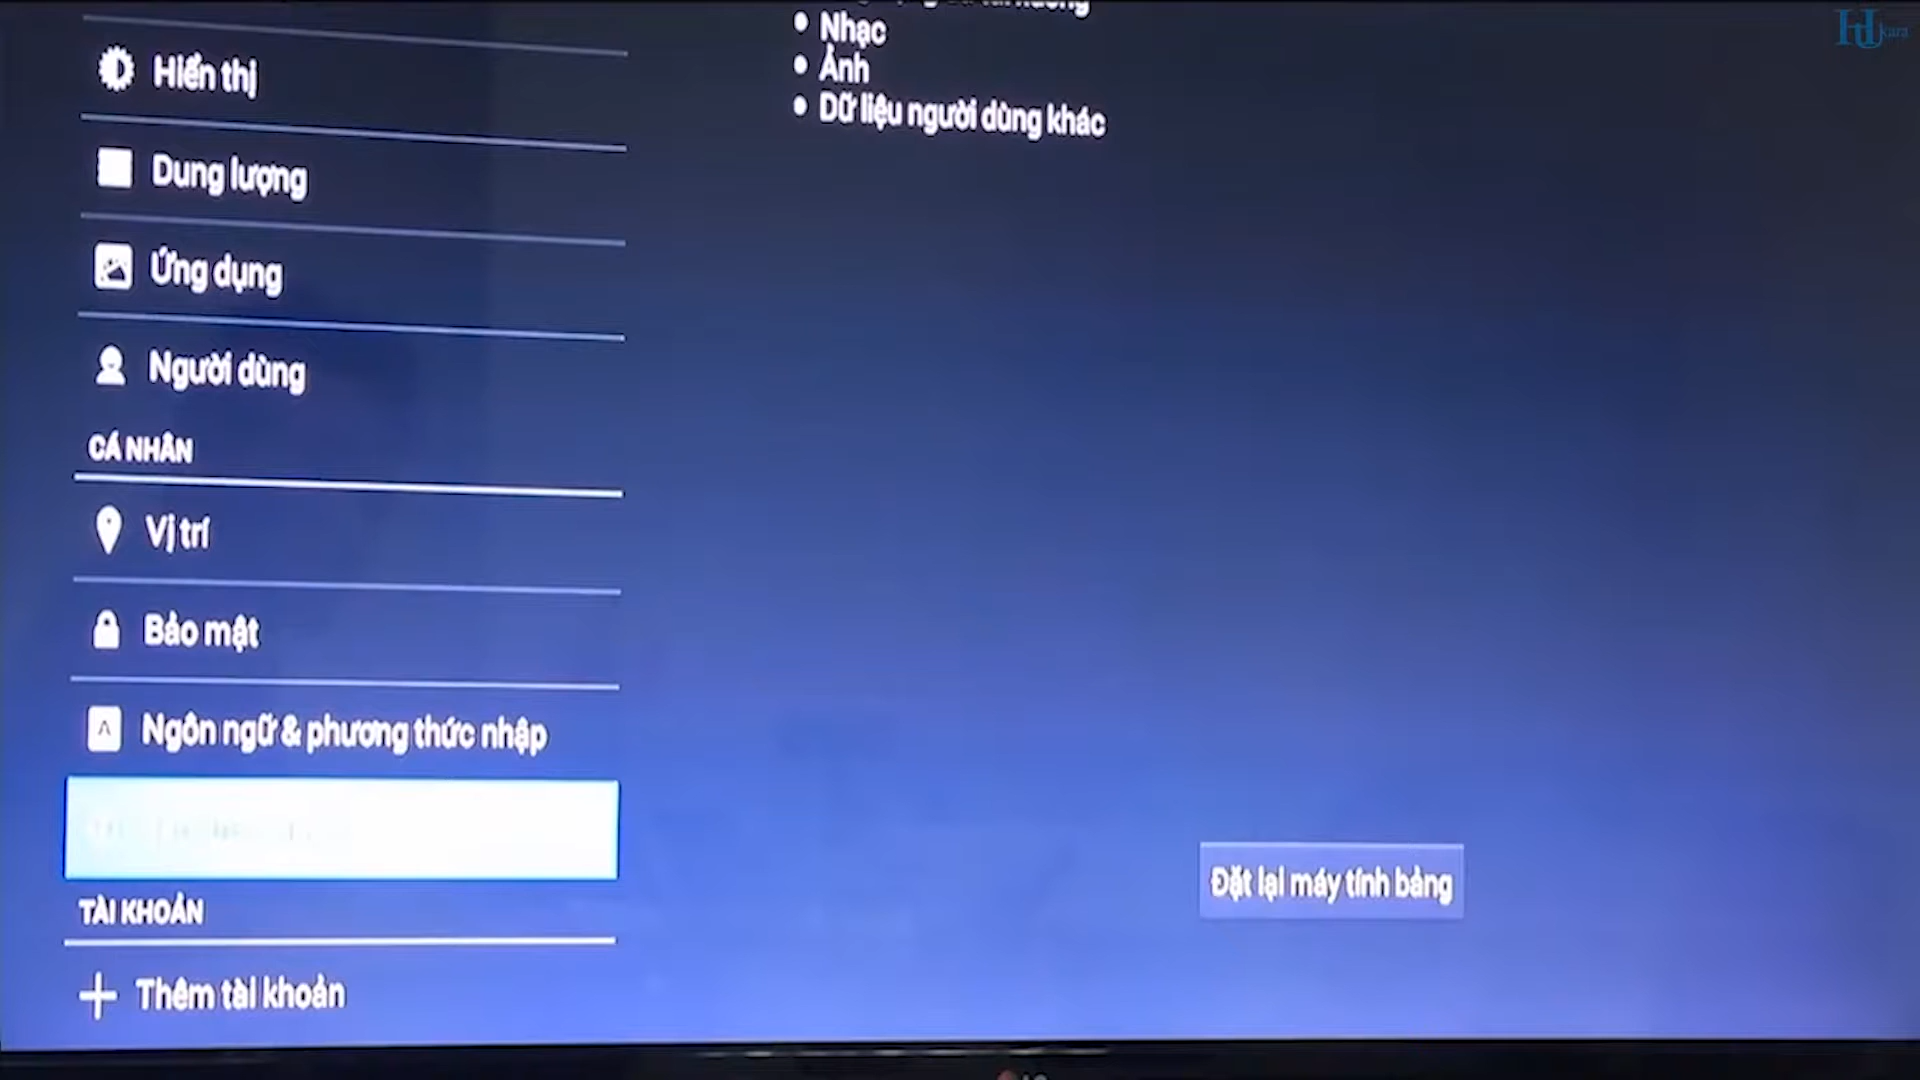 Hiển thị
Dung lượng
Ứng dụng
Người dùng
CÁ NHÂN
Vị trí
Bảo mật
Ngôn ngữ & phương thức nhập
TÀI KHOẢN
Thêm tài khoản
Nhạc
Ảnh
Dữ liệu người dùng khác
Đặt lại máy tính bảng
kara